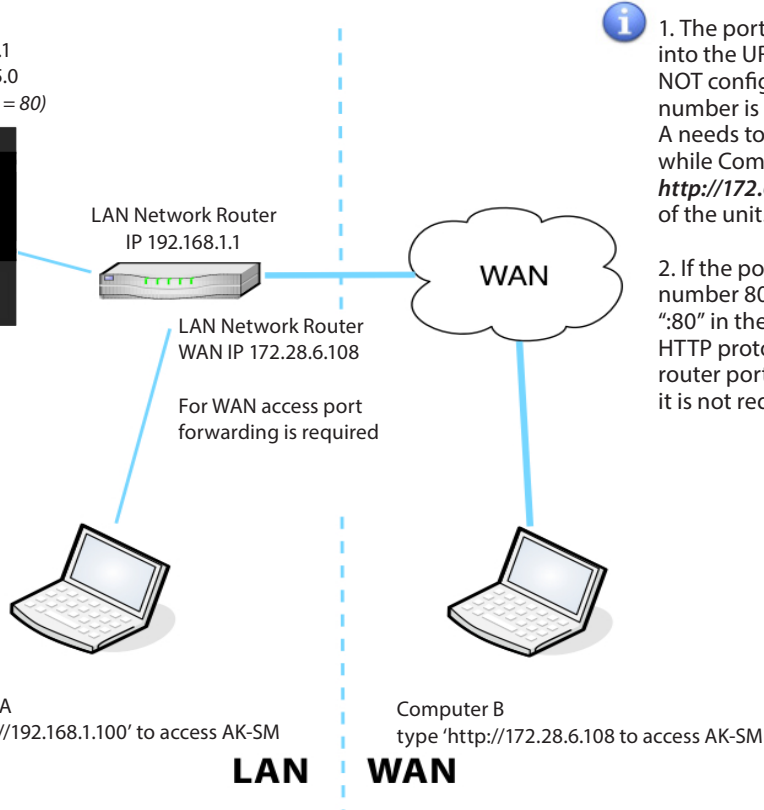 .1
5.0
= 80)
LAN Network Router
IP 192.168.1.1
LAN Network Router
WAN IP 172.28.6.108
For WAN access port
forwarding is required
WAN
i
1. The port
into the
NOT config
number is
A needs to
while Com
http://172.
of the unit.
2. If the po
number 80
“:80” in the
HTTP proto
router port
it is not req
A
//192.168.1.100’ to access AK-SM
Computer B
type ‘http://172.28.6.108 to access AK-SM
LAN
WAN